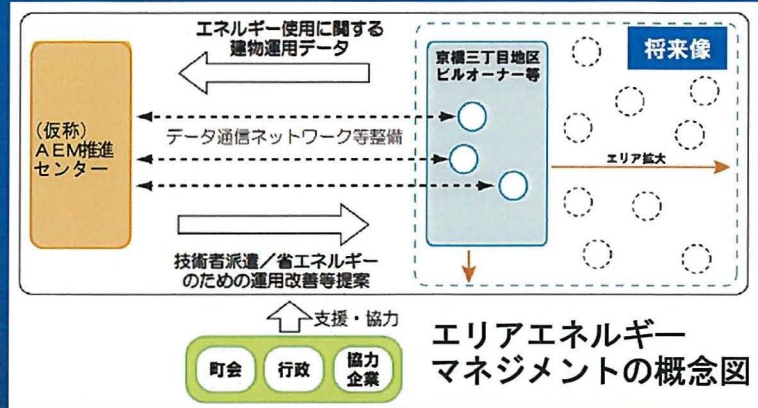 エネルギー使用に関する
建物運用データ
京橋三丁目地区
ビルオーナー等
将来像
(仮称)
AEM推進
センター
データ通信ネットワーク等整備
エリア拡大
技術者派遣/省エネルギー
のための運用改善等提案
支援・協力
町会
行政
協力
企業
エリアエネルギー
マネジメントの概念図